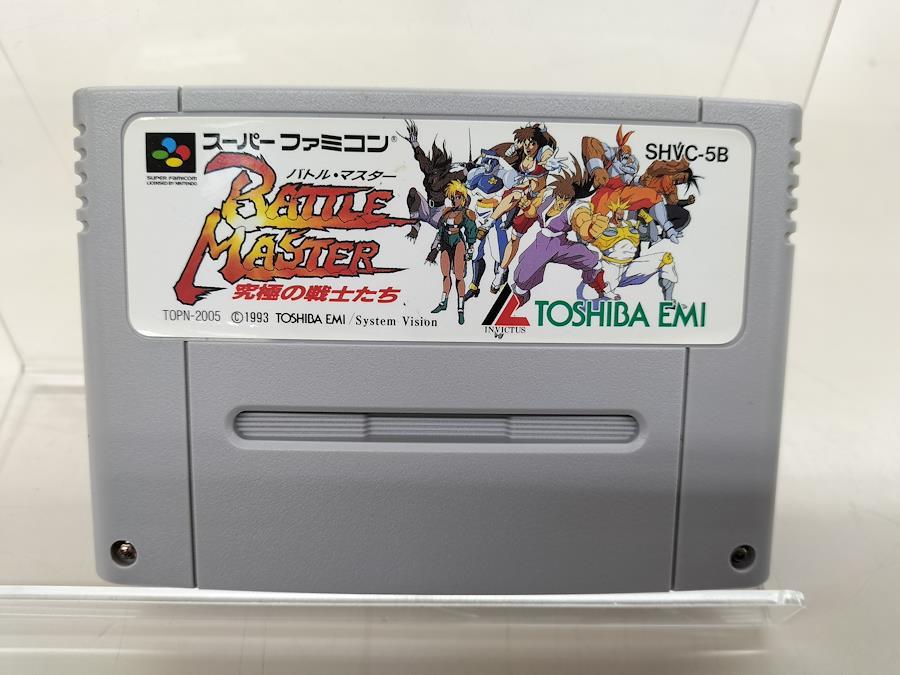 スーパーファミコン®
SHVC-5B
SUPER FAMICOM
LICENSED BY NINTENDO
バトル・マスター
BATTLE
MASTER
究極の戦士たち
TOPN-2005 ©1993 TOSHIBA EMI/System Vision
INVICTUS
TOSHIBA EMI